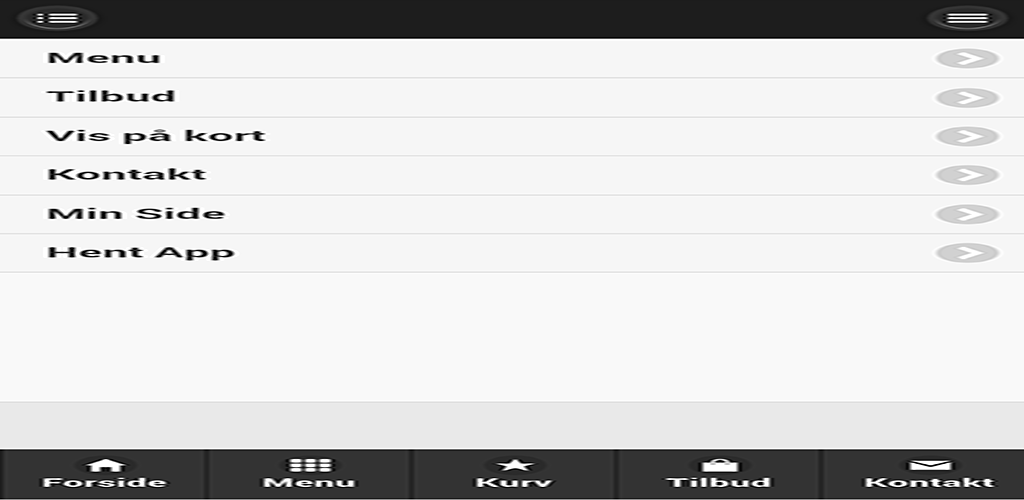 Menu
Tilbud
Vis på kort
Kontakt
Min Side
Hent App
Forside Menu Kurv Tilbud Kontakt